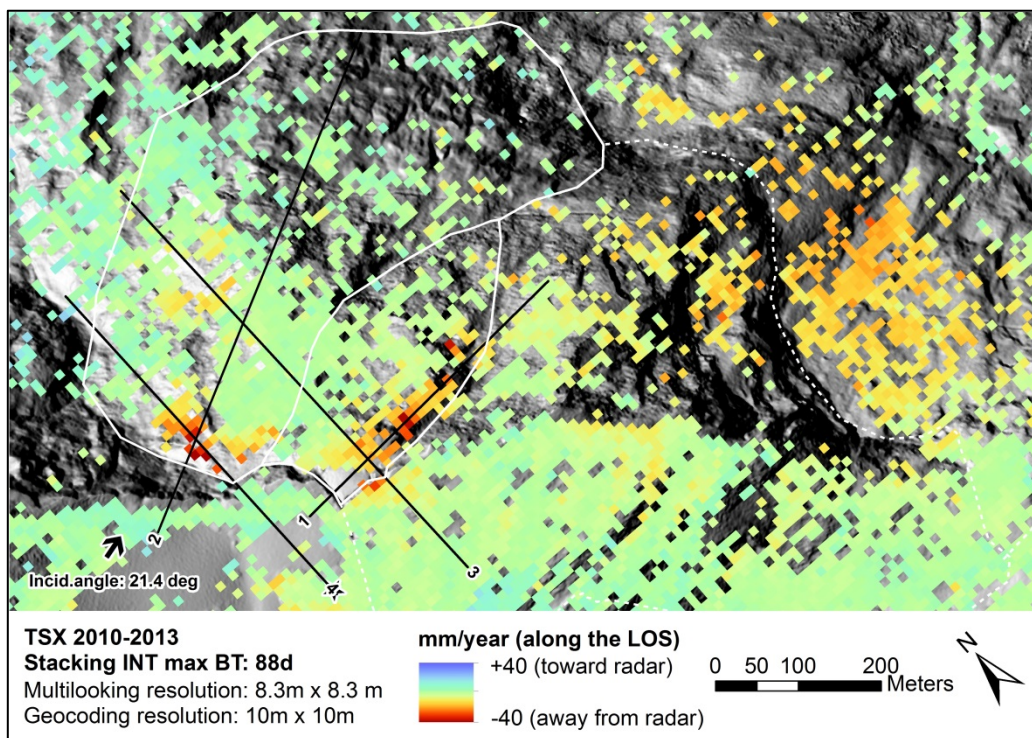 1
2
3
4
Incid.angle: 21.4 deg
TSX 2010-2013
Stacking INT max BT: 88d
Multilooking resolution: 8.3m x 8.3 m
Geocoding resolution: 10m x 10m
mm/year (along the LOS)
+40 (toward radar)
-40 (away from radar)
0 50 100 200
Meters
N